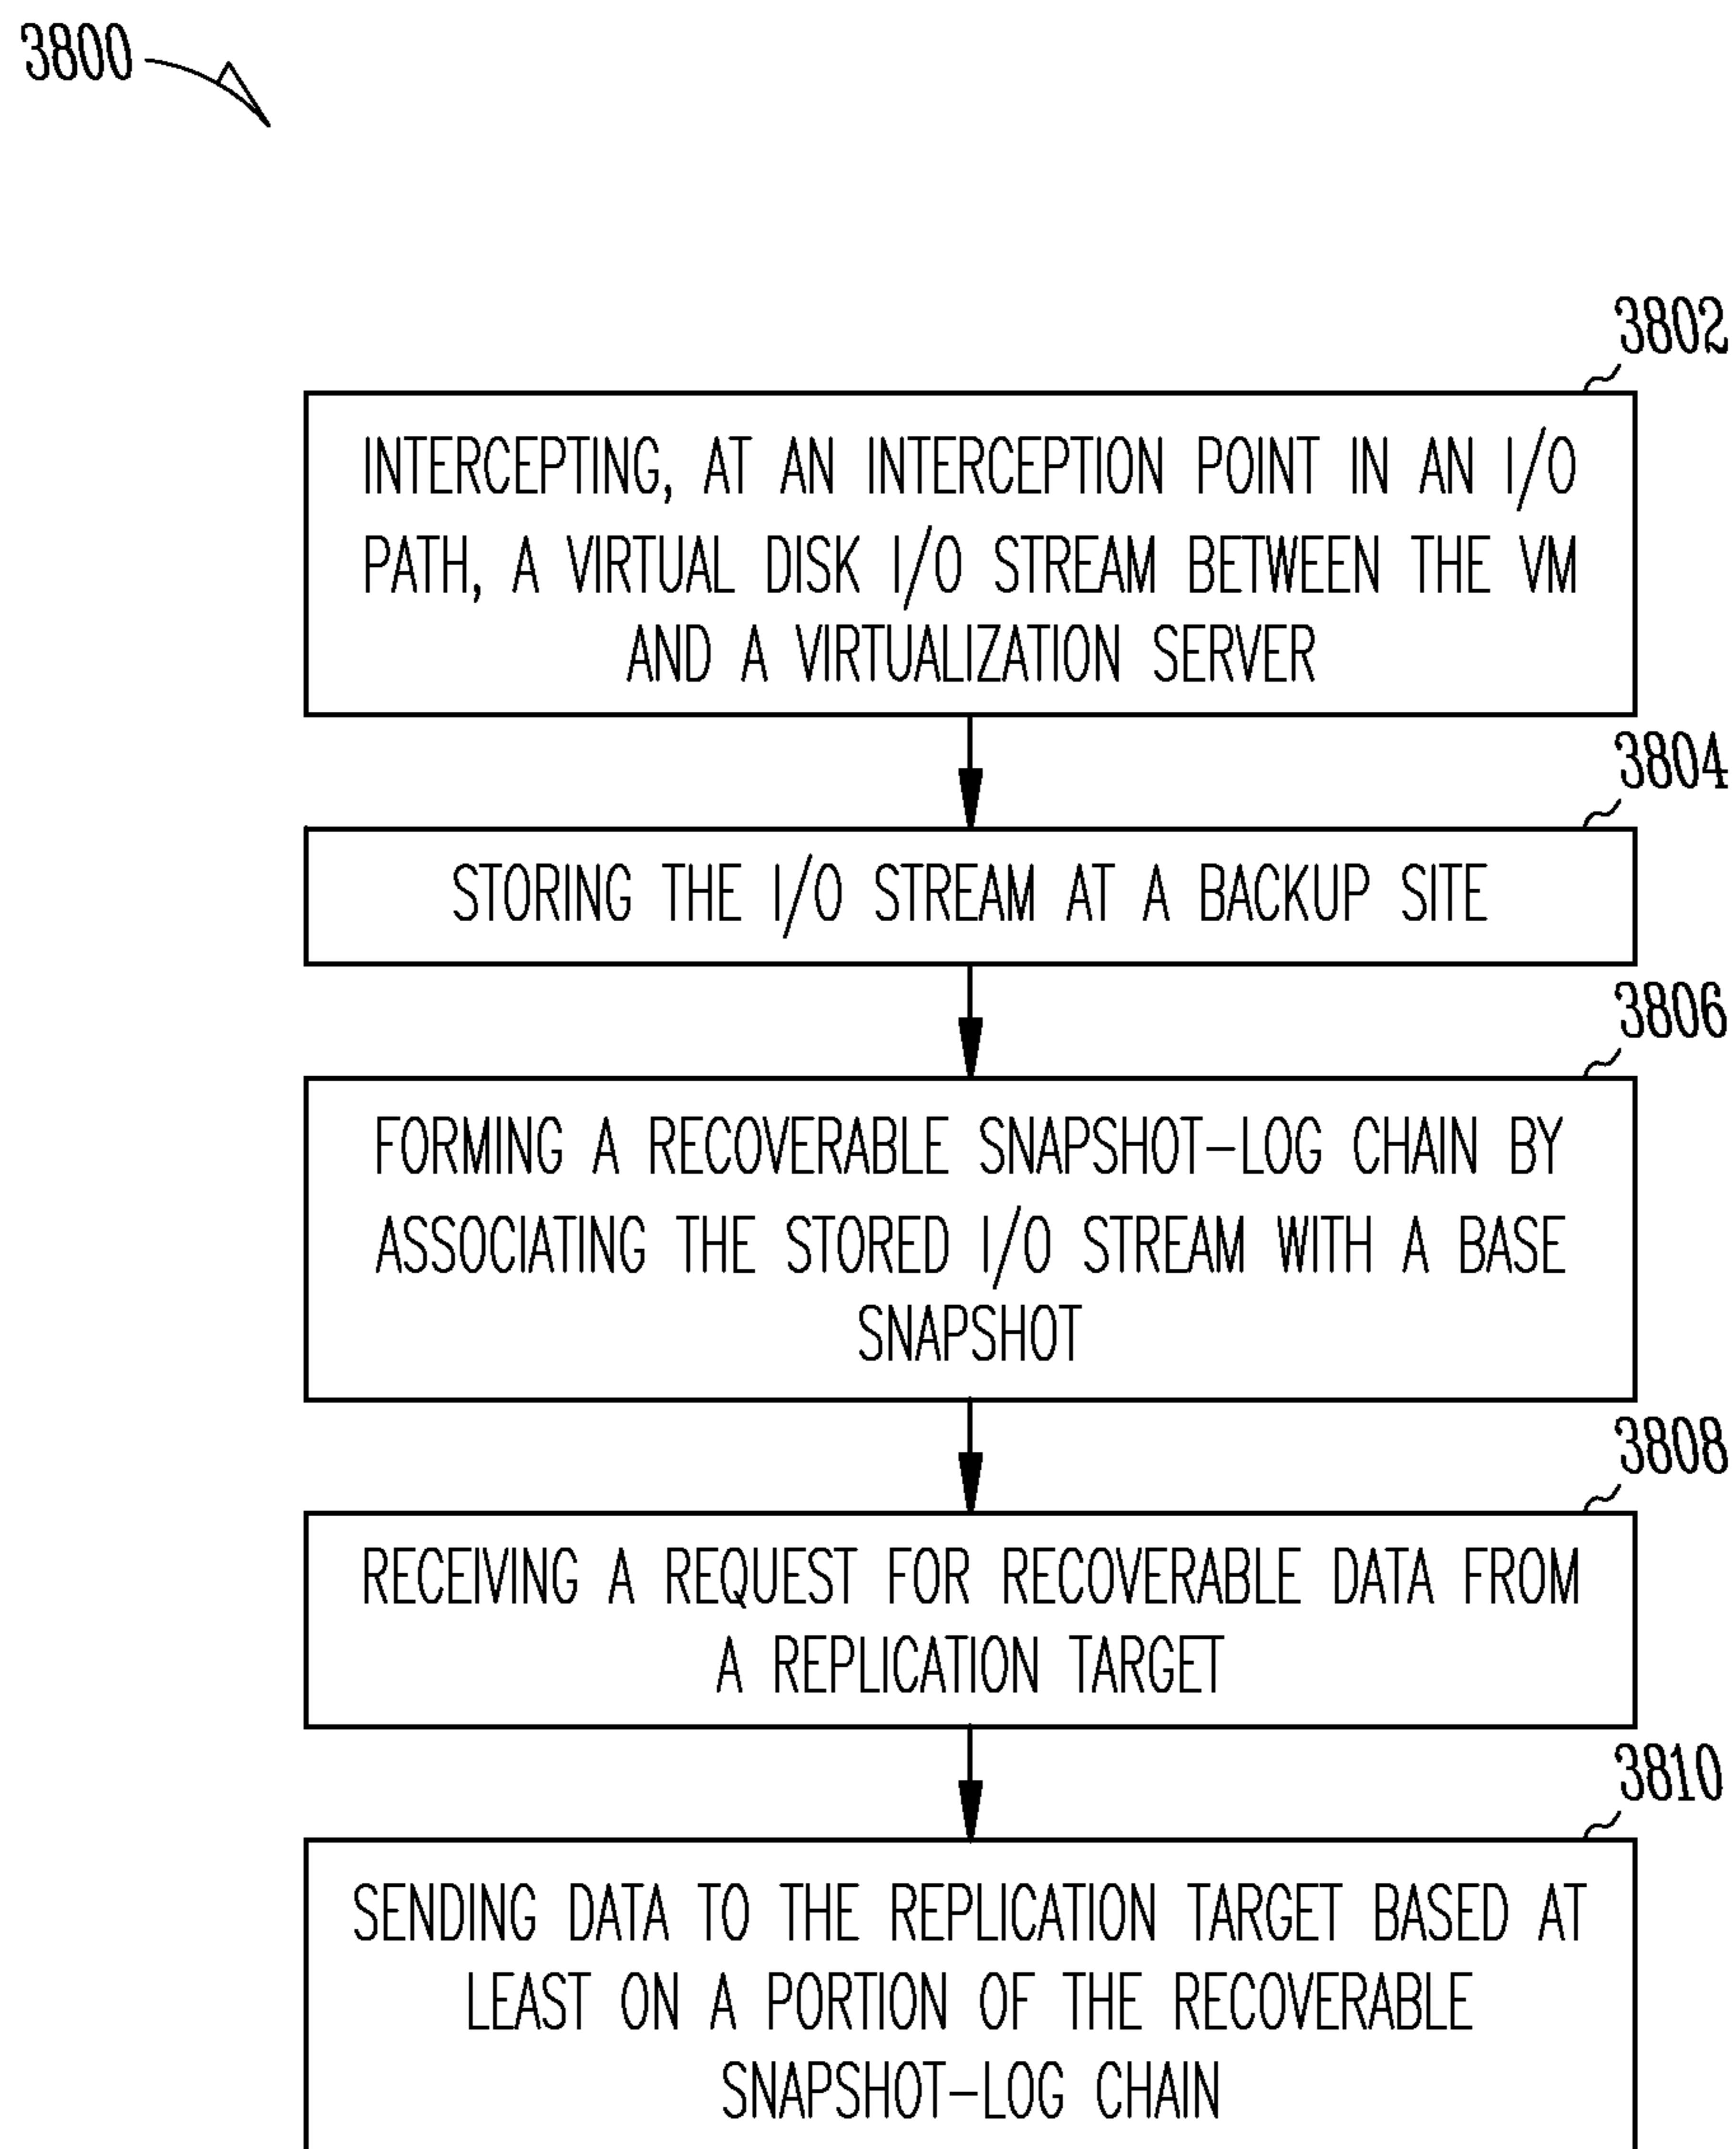 3800
3802
INTERCEPTING, AT AN INTERCEPTION POINT IN AN I/O
PATH, A VIRTUAL DISK I/O STREAM BETWEEN THE VM
AND A VIRTUALIZATION SERVER
3804
STORING THE I/O STREAM AT A BACKUP SITE
3806
FORMING A RECOVERABLE SNAPSHOT-LOG CHAIN BY
ASSOCIATING THE STORED I/O STREAM WITH A BASE
SNAPSHOT
3808
RECEIVING A REQUEST FOR RECOVERABLE DATA FROM
A REPLICATION TARGET
3810
SENDING DATA TO THE REPLICATION TARGET BASED AT
LEAST ON A PORTION OF THE RECOVERABLE
SNAPSHOT-LOG CHAIN